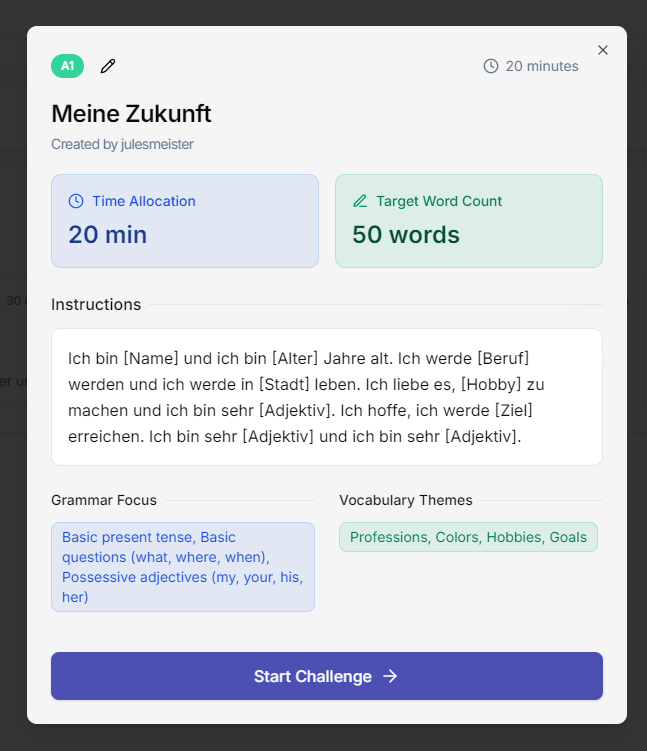 A1
20 minutes
Meine Zukunft
Created by julesmeister
Time Allocation
20 min
Target Word Count
50 words
Instructions
Ich bin [Name] und ich bin [Alter] Jahre alt. Ich werde [Beruf]
werden und ich werde in [Stadt] leben. Ich liebe es, [Hobby] zu
machen und ich bin sehr [Adjektiv]. Ich hoffe, ich werde [Ziel]
erreichen. Ich bin sehr [Adjektiv] und ich bin sehr [Adjektiv].
Grammar Focus
Basic present tense, Basic
questions (what, where, when),
Possessive adjectives (my, your, his,
her)
Vocabulary Themes
Professions, Colors, Hobbies, Goals
Start Challenge
30